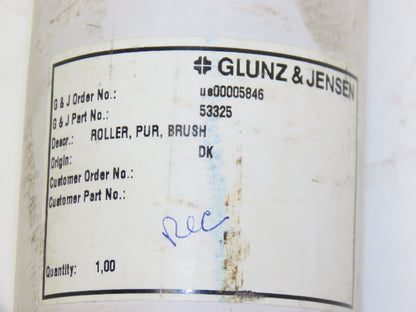 GLUNZ & JENSEN
G & J Order No.: us00005846
G & J Part No.: 53325
Descr.: ROLLER, PUR, BRUSH
Origin: DK
Customer Order No.:
Customer Part No.:
Rec
Quantity: 1,00